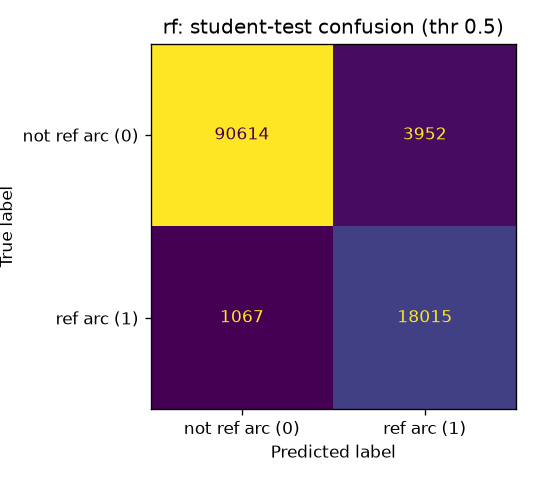 rf: student-test confusion (thr 0.5)
True label
not ref arc (0)
90614 3952
ref arc (1)
1067 18015
not ref arc (0) ref arc (1)
Predicted label